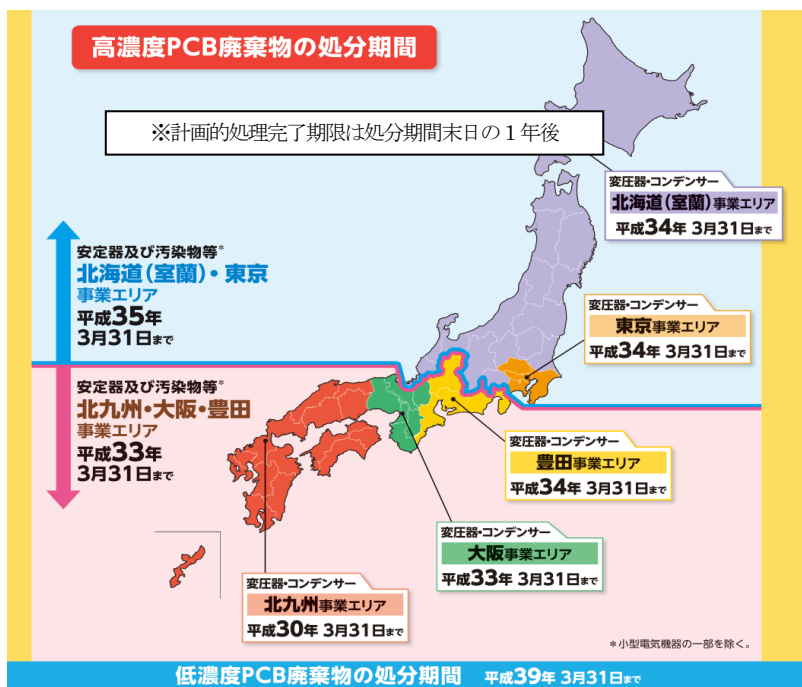 高濃度PCB廃棄物の処分期間
※計画的処理完了期限は処分期間末日の1年後
変圧器・コンデンサー
北海道(室蘭)事業エリア
平成34年 3月31日まで
安定器及び汚染物等*
北海道(室蘭)・東京
事業エリア
平成35年
3月31日まで
変圧器・コンデンサー
東京事業エリア
平成34年 3月31日まで
安定器及び汚染物等*
北九州・大阪・豊田
事業エリア
平成33年
3月31日まで
変圧器・コンデンサー
豊田事業エリア
平成34年 3月31日まで
変圧器・コンデンサー
大阪事業エリア
平成33年 3月31日まで
変圧器・コンデンサー
北九州事業エリア
平成30年 3月31日まで
*小型電気機器の一部を除く。
低濃度PCB廃棄物の処分期間 平成39年 3月31日まで